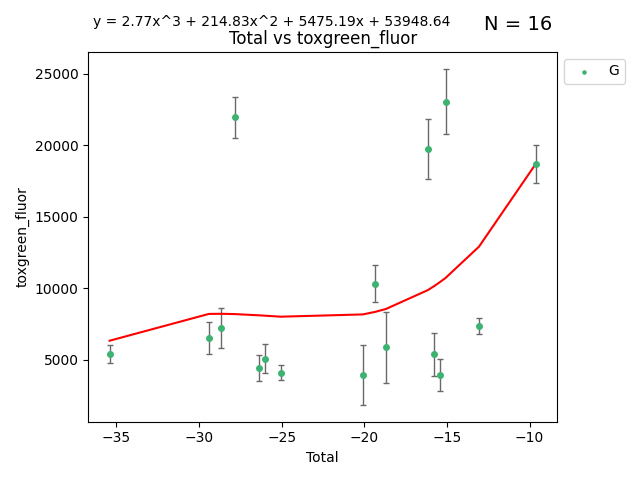 y = 2.77x^3 + 214.83x^2 + 5475.19x + 53948.64
N = 16
Total vs toxgreen_fluor
G
25000
20000
15000
10000
5000
toxgreen_fluor
−35
−30
−25
−20
−15
−10
Total